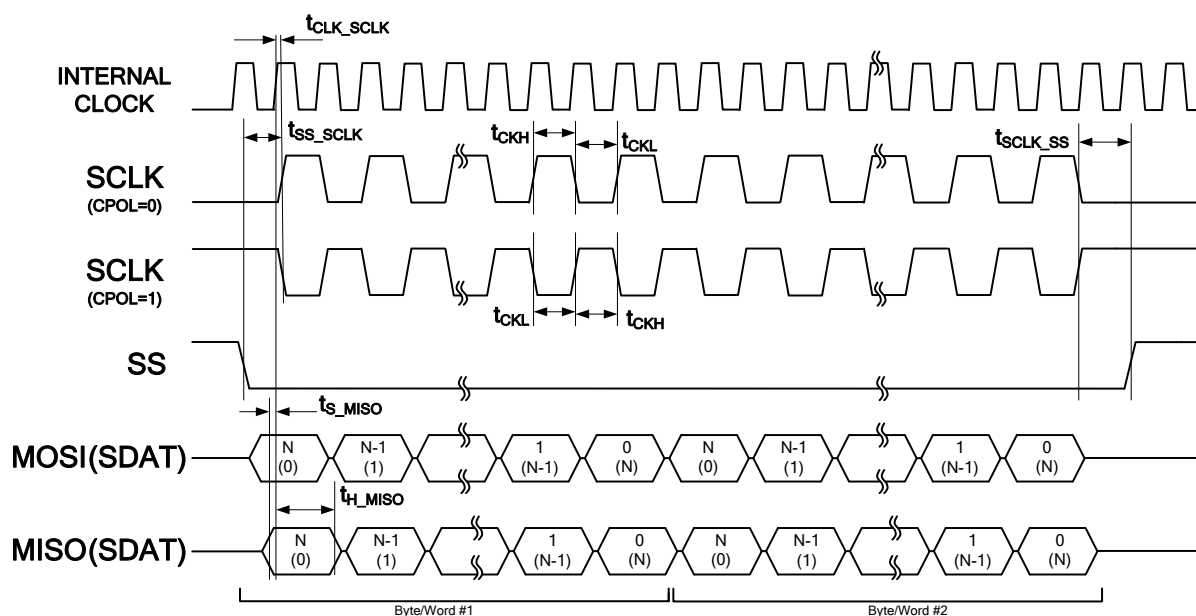 tCLK_SCLK
INTERNAL
CLOCK
tSS_SCLK
tCKH
tCKL
tSCLK_SS
SCLK
(CPOL=0)
SCLK
(CPOL=1)
tCKL
tCKH
SS
tS_MISO
MOSI(SDAT)
N N-1 1 0 N N-1 1 0
(0) (1) (N-1) (N) (0) (1) (N-1) (N)
tH_MISO
MISO(SDAT)
N N-1 1 0 N N-1 1 0
(0) (1) (N-1) (N) (0) (1) (N-1) (N)
Byte/Word #1 Byte/Word #2